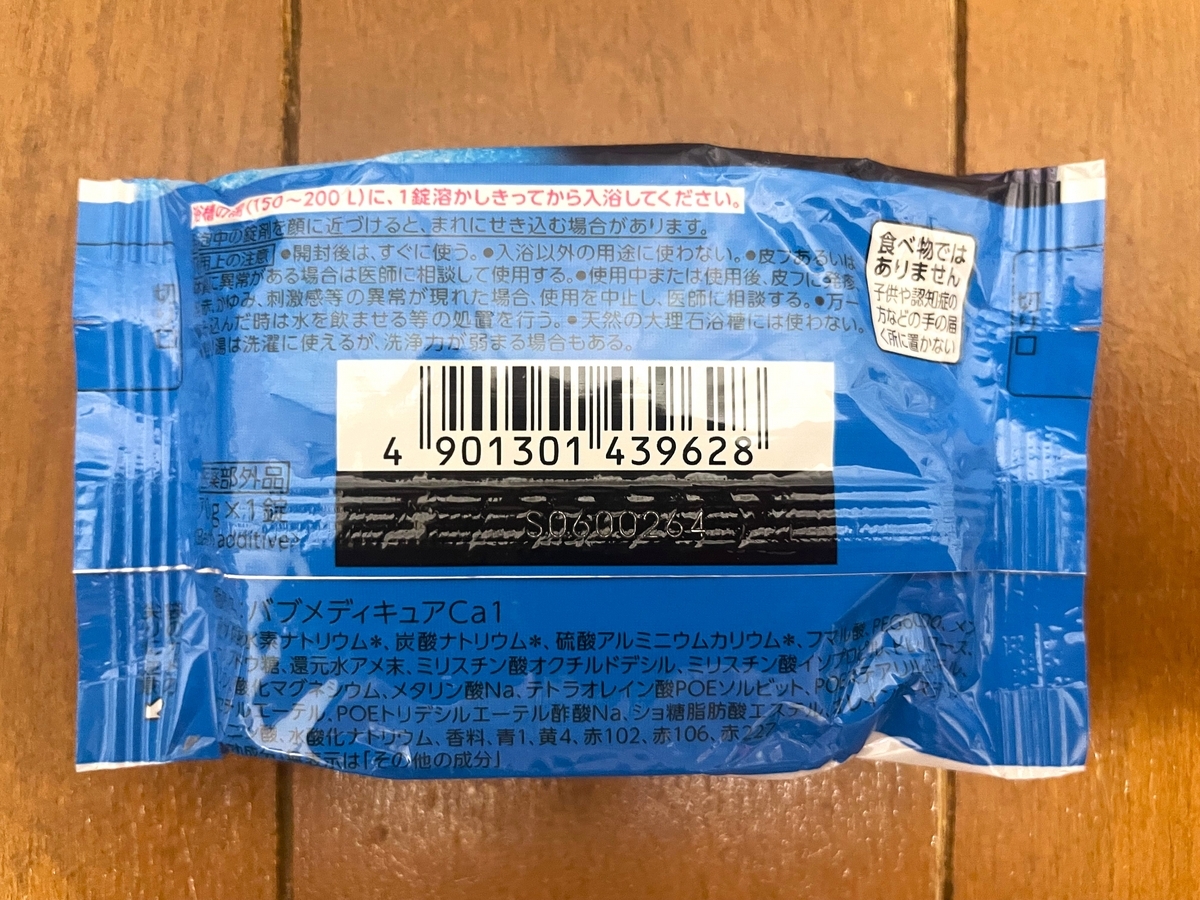 (150～200 L)に、1錠溶かしきってから入浴してください。
中の錠剤を顔に近づけると、まれにせき込む場合があります。
用上の注意 ●開封後は、すぐに使う。●入浴以外の用途に使わない。●皮フあるいは
に異常がある場合は医師に相談して使用する。●使用中または使用後、皮フに発疹
赤、かゆみ、刺激感等の異常が現れた場合、使用を中止し、医師に相談する。●万一
込んだ時は水を飲ませる等の処置を行う。●天然の大理石浴槽には使わない。
湯は洗濯に使えるが、洗浄力が弱まる場合もある。
食べ物では
ありません
子供や認知症の
方などの手の届
く所に置かない
切り口
4 901301 439628
医薬部外品
g×1錠
additive
S0600264
バブメディキュアCa1
水素ナトリウム*、炭酸ナトリウム*、硫酸アルミニウムカリウム*、フマル酸、
ウ糖、還元水アメ末、ミリスチン酸オクチルドデシル、ミリスチン酸
酸化マグネシウム、メタリン酸Na、テトラオレイン酸POEソルビット、
エーテル、POEトリデシルエーテル酢酸Na、ショ糖脂肪酸エステル、
酸、水酸化ナトリウム、香料、青1、黄4、赤102、赤106、赤227
示は「その他の成分」